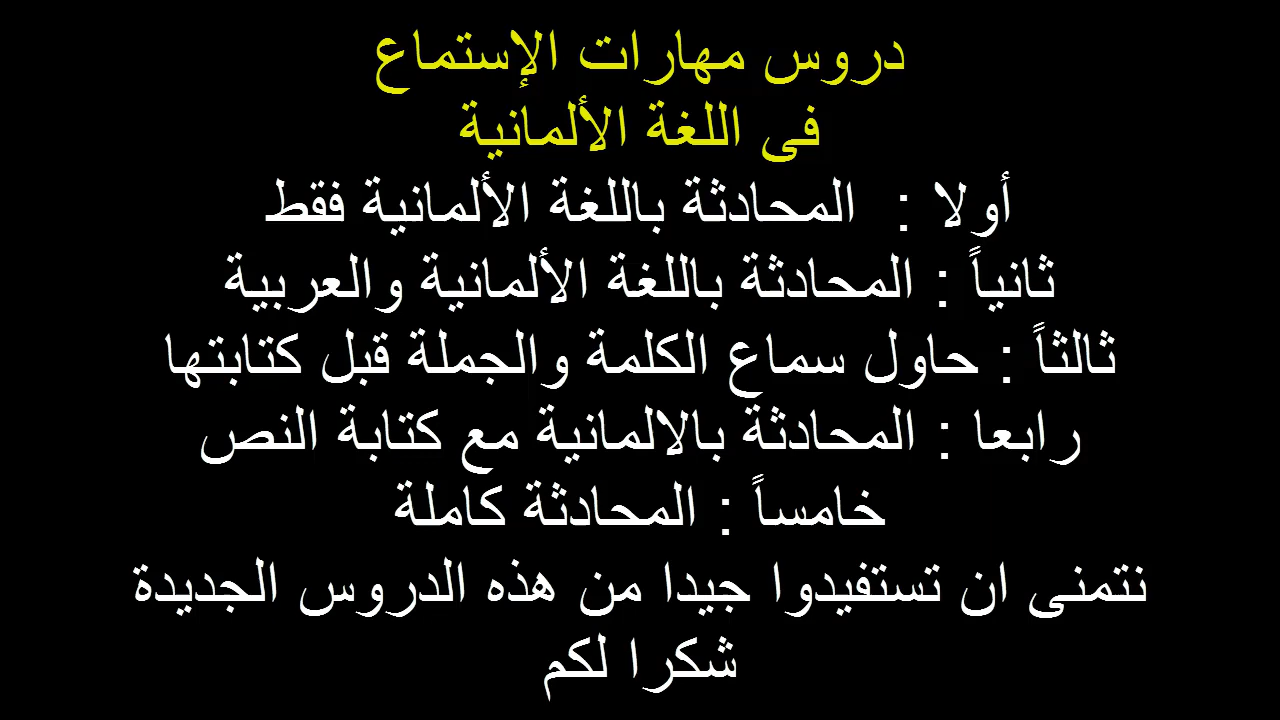 دروس مهارات الإستماع
فى اللغة الألمانية
أولا : المحادثة باللغة الألمانية فقط
ثانياً : المحادثة باللغة الألمانية والعربية
ثالثاً : حاول سماع الكلمة والجملة قبل كتابتها
رابعا : المحادثة بالالمانية مع كتابة النص
خامساً : المحادثة كاملة
نتمنى ان تستفيدوا جيدا من هذه الدروس الجديدة
شكرا لكم